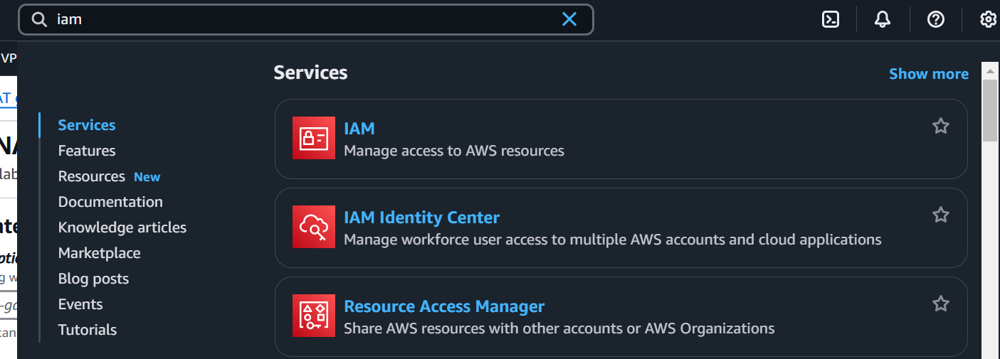 iam
VP
Services
Show more
AT g
Services
IAM
Manage access to AWS resources
Features
Resources New
Documentation
IAM Identity Center
Manage workforce user access to multiple AWS accounts and cloud applications
Knowledge articles
Marketplace
Blog posts
Events
Tutorials
Resource Access Manager
Share AWS resources with other accounts or AWS Organizations